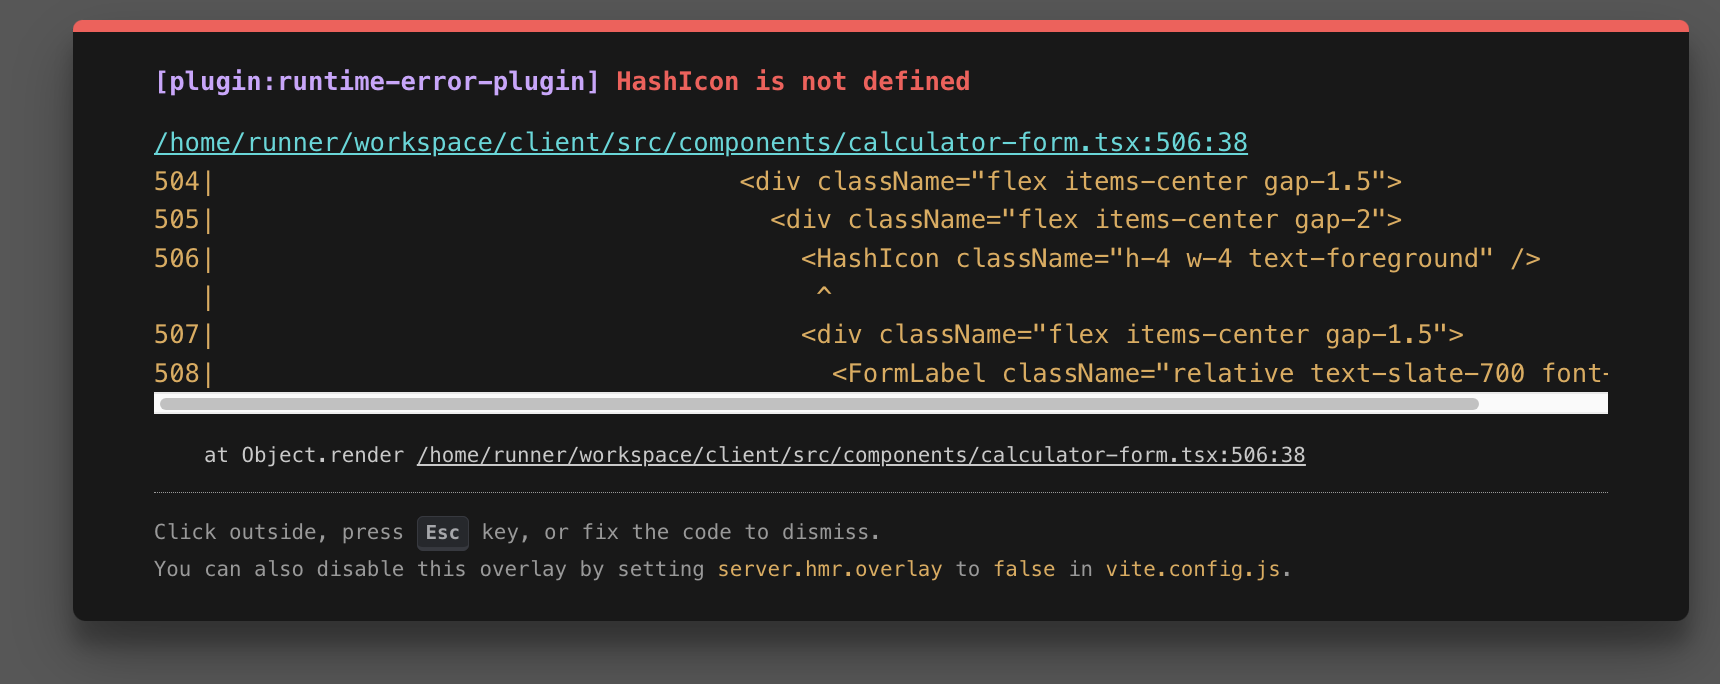 [plugin:runtime-error-plugin] HashIcon is not defined
/home/runner/workspace/client/src/components/calculator-form.tsx:506:38
504|                                  <div className="flex items-center gap-1.5">
505|                                    <div className="flex items-center gap-2">
506|                                      <HashIcon className="h-4 w-4 text-foreground" />
   |                                       ^
507|                                      <div className="flex items-center gap-1.5">
508|                                        <FormLabel className="relative text-slate-700 font-
at Object.render /home/runner/workspace/client/src/components/calculator-form.tsx:506:38
Click outside, press Esc key, or fix the code to dismiss.
You can also disable this overlay by setting server.hmr.overlay to false in vite.config.js.